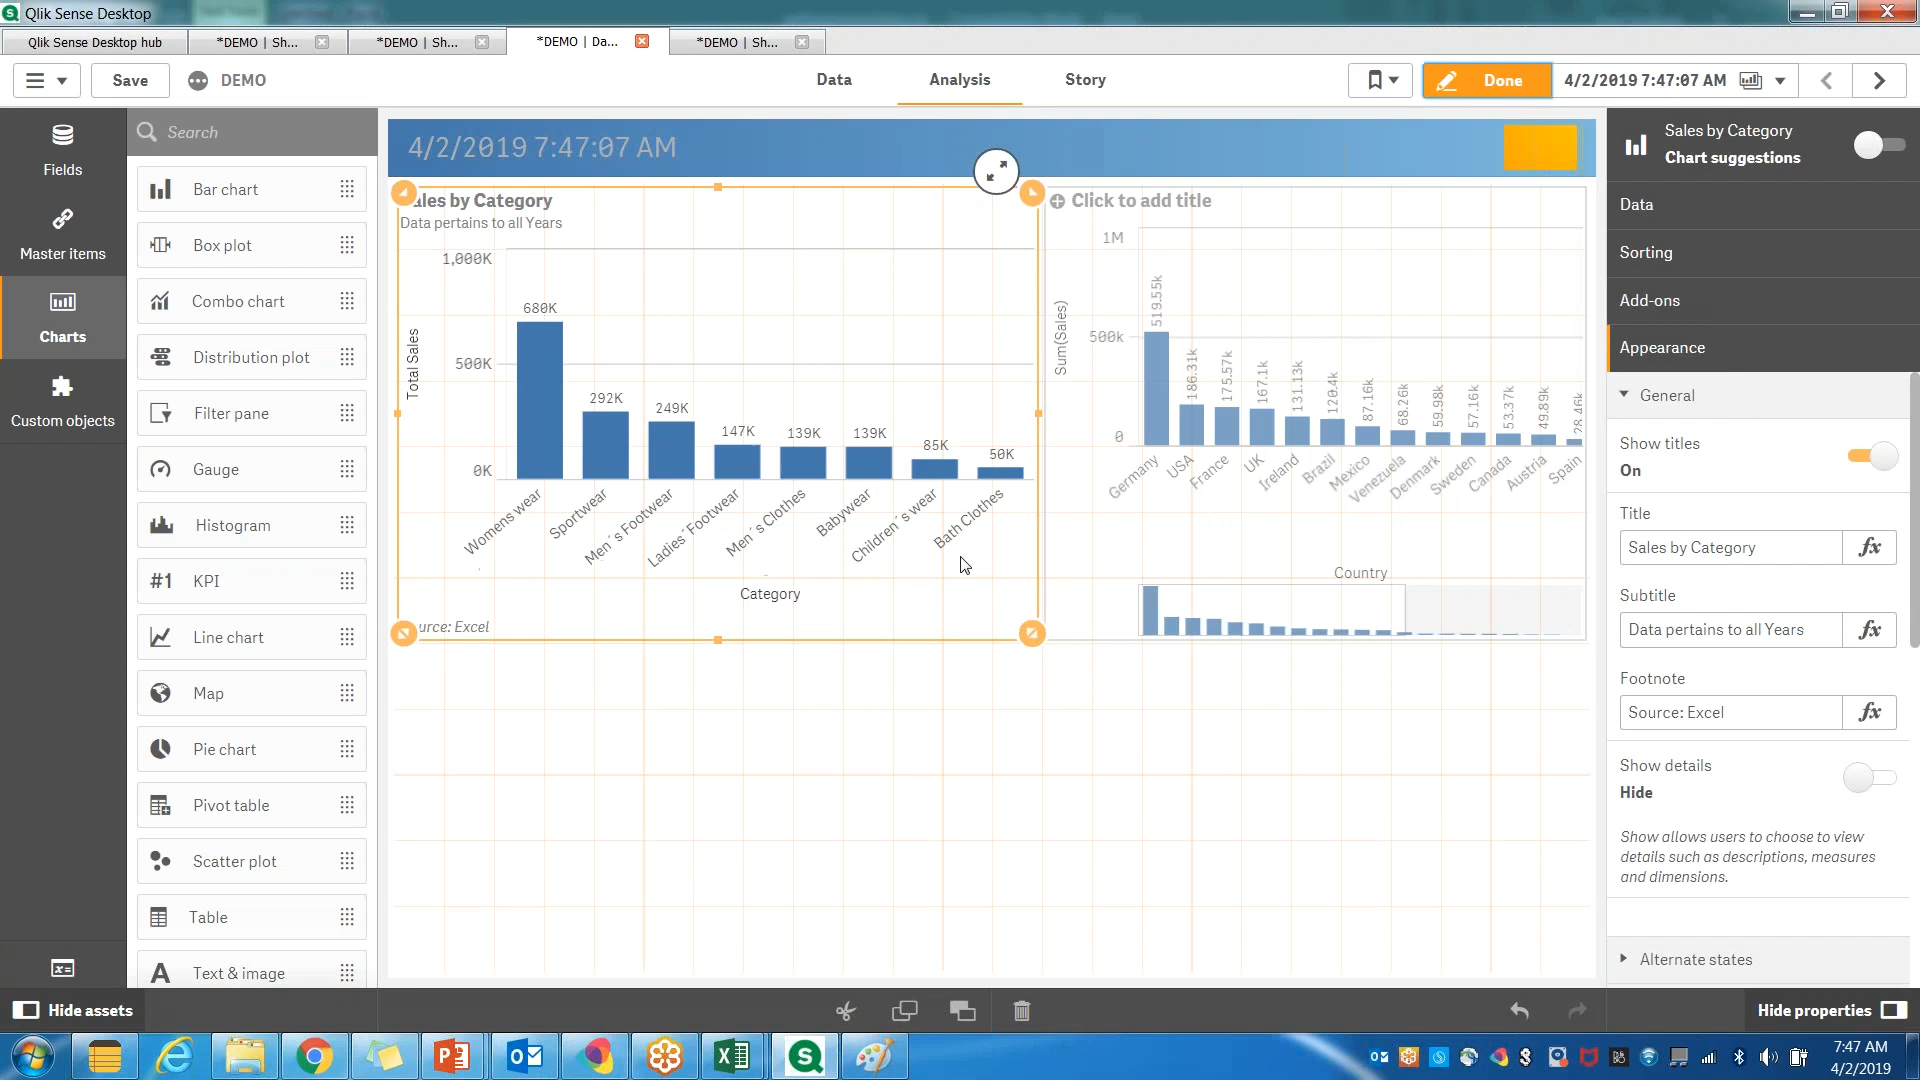 Qlik Sense Desktop
Qlik Sense Desktop hub
*DEMO | Sh...
*DEMO | Sh...
*DEMO | Da...
*DEMO | Sh...
Save
DEMO
Data
Analysis
Story
Done
4/2/2019 7:47:07 AM
Fields
Master items
Charts
Custom objects
Search
Bar chart
Box plot
Combo chart
Distribution plot
Filter pane
Gauge
Histogram
#1 KPI
Line chart
Map
Pie chart
Pivot table
Scatter plot
Table
A Text & image
4/2/2019 7:47:07 AM
ales by Category
Data pertains to all Years
Total Sales
1,000K
500K
0K
680K
292K
249K
147K
139K
139K
85K
50K
Womens wear
Sportwear
Men´s Footwear
Ladies´Footwear
Men´s Clothes
Babywear
Children´s wear
Bath Clothes
Category
urce: Excel
Click to add title
Sum(Sales)
1M
500k
0
519.55k
186.31k
175.57k
167.1k
131.13k
120.4k
87.16k
68.26k
59.98k
57.16k
53.37k
49.89k
28.46k
Germany
USA
France
UK
Ireland
Brazil
Mexico
Venezuela
Denmark
Sweden
Canada
Austria
Spain
Country
Sales by Category
Chart suggestions
Data
Sorting
Add-ons
Appearance
General
Show titles
On
Title
Sales by Category
fx
Subtitle
Data pertains to all Years
fx
Footnote
Source: Excel
fx
Show details
Hide
Show allows users to choose to view
details such as descriptions, measures
and dimensions.
Alternate states
Hide assets
Hide properties
7:47 AM
4/2/2019